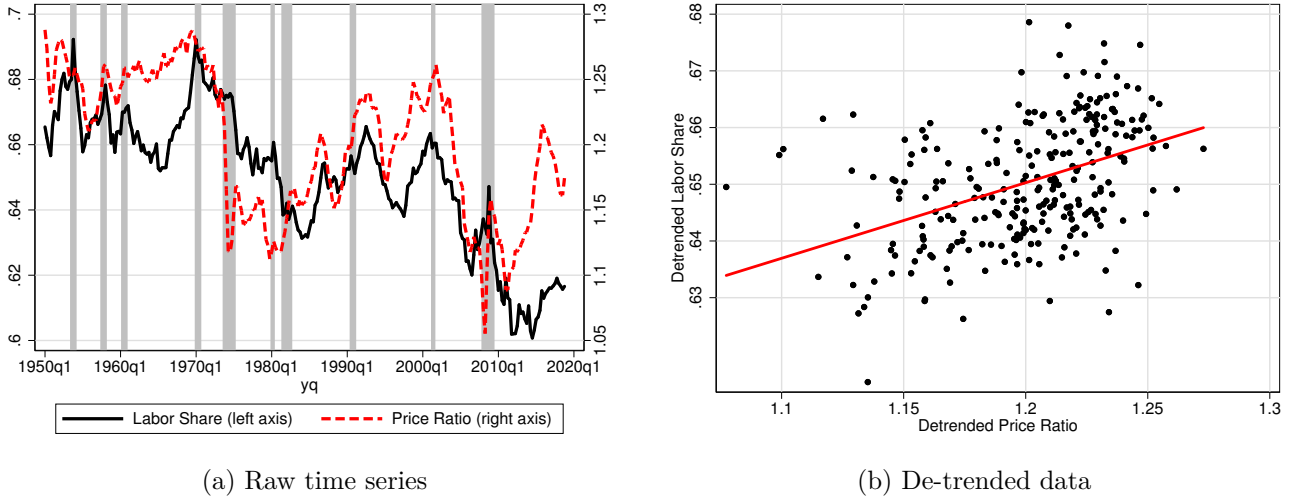 .7
.68
.66
.64
.62
.6
1.3
1.25
1.2
1.15
1.1
1.05
1950q1 1960q1 1970q1 1980q1 1990q1 2000q1 2010q1 2020q1
yq
Labor Share (left axis) Price Ratio (right axis)
(a) Raw time series
Detrended Labor Share
.68
.67
.66
.65
.64
.63
1.1 1.15 1.2 1.25 1.3
Detrended Price Ratio
(b) De-trended data